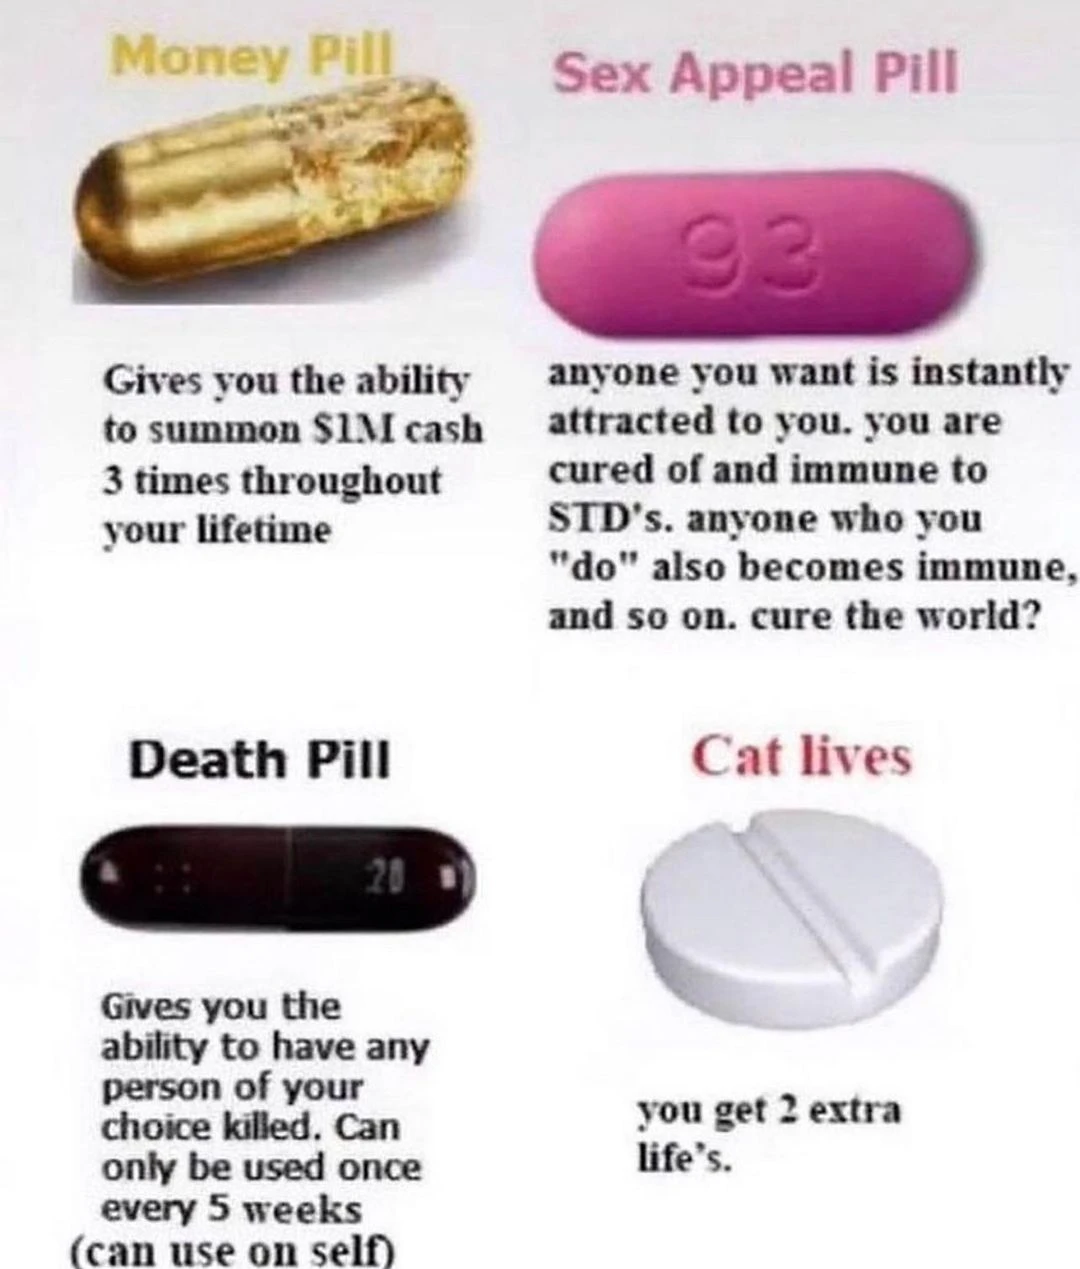 Money Pill
Gives you the ability
to summon $1M cash
3 times throughout
your lifetime
Sex Appeal Pill
93
anyone you want is instantly
attracted to you. you are
cured of and immune to
STD's. anyone who you
"do" also becomes immune,
and so on. cure the world?
Death Pill
20
Gives you the
ability to have any
person of your
choice killed. Can
only be used once
every 5 weeks
(can use on self)
Cat lives
you get 2 extra
life's.